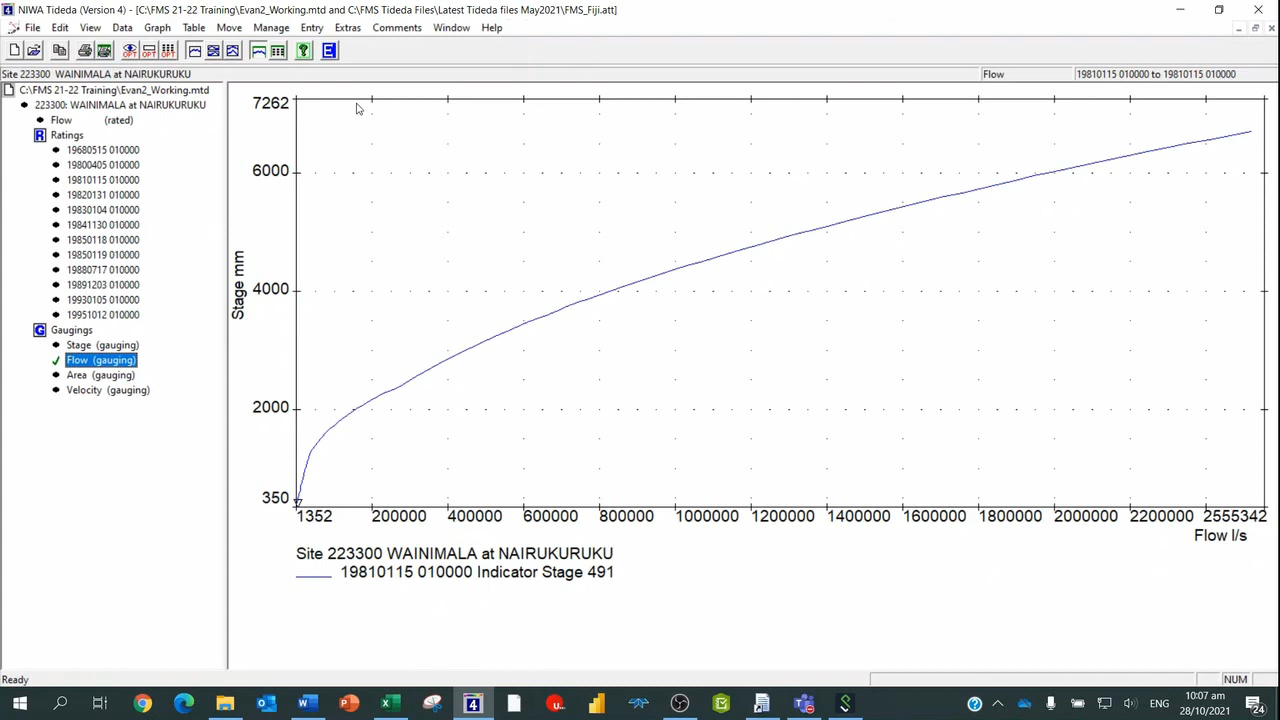 NIWA Tideda (Version 4) - [C:\FMS 21-22 Training\Evan2_Working.mtd and C:\FMS Tideda Files\Latest Tideda files May2021\FMS_Fiji.att]
File Edit View Data Graph Table Move Manage Entry Extras Comments Window Help
OPT OPT OPT ? E
Site 223300 WAINIMALA at NAIRUKURUKU Flow 19810115 010000 to 19810115 010000
C:\FMS 21-22 Training\Evan2_Working.mtd
223300: WAINIMALA at NAIRUKURUKU
Flow (rated)
R Ratings
19680515 010000
19800405 010000
19810115 010000
19820131 010000
19830104 010000
19841130 010000
19850118 010000
19850119 010000
19880717 010000
19891203 010000
19930105 010000
19951012 010000
G Gaugings
Stage (gauging)
Flow (gauging)
Area (gauging)
Velocity (gauging)
7262
6000
4000
2000
350
Stage mm
1352 200000 400000 600000 800000 1000000 1200000 1400000 1600000 1800000 2000000 2200000 2555342
Flow l/s
Site 223300 WAINIMALA at NAIRUKURUKU
19810115 010000 Indicator Stage 491
Ready NUM
10:07 am
ENG
28/10/2021
24